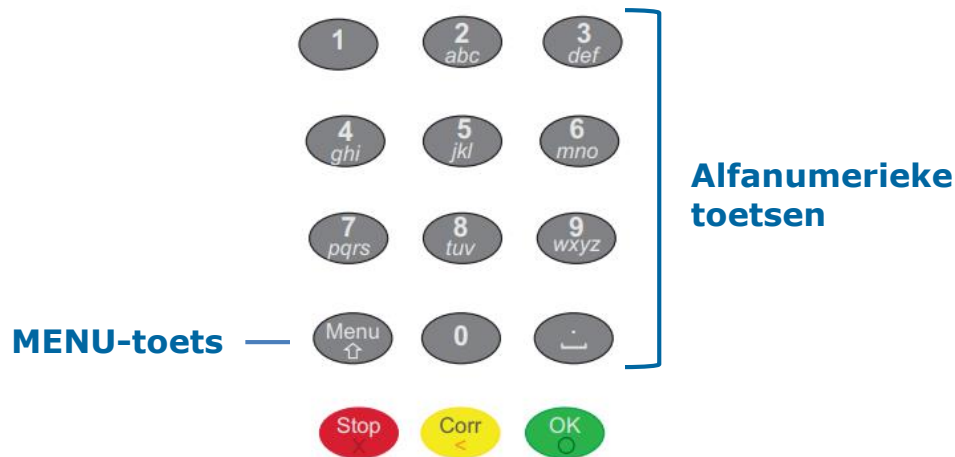 1
2
abc
3
def
4
ghi
5
jkl
6
mno
Alfanumerieke
toetsen
7
pqrs
8
tuv
9
wxyz
MENU-toets
Menu
0
.
Stop
X
Corr
<
OK
O